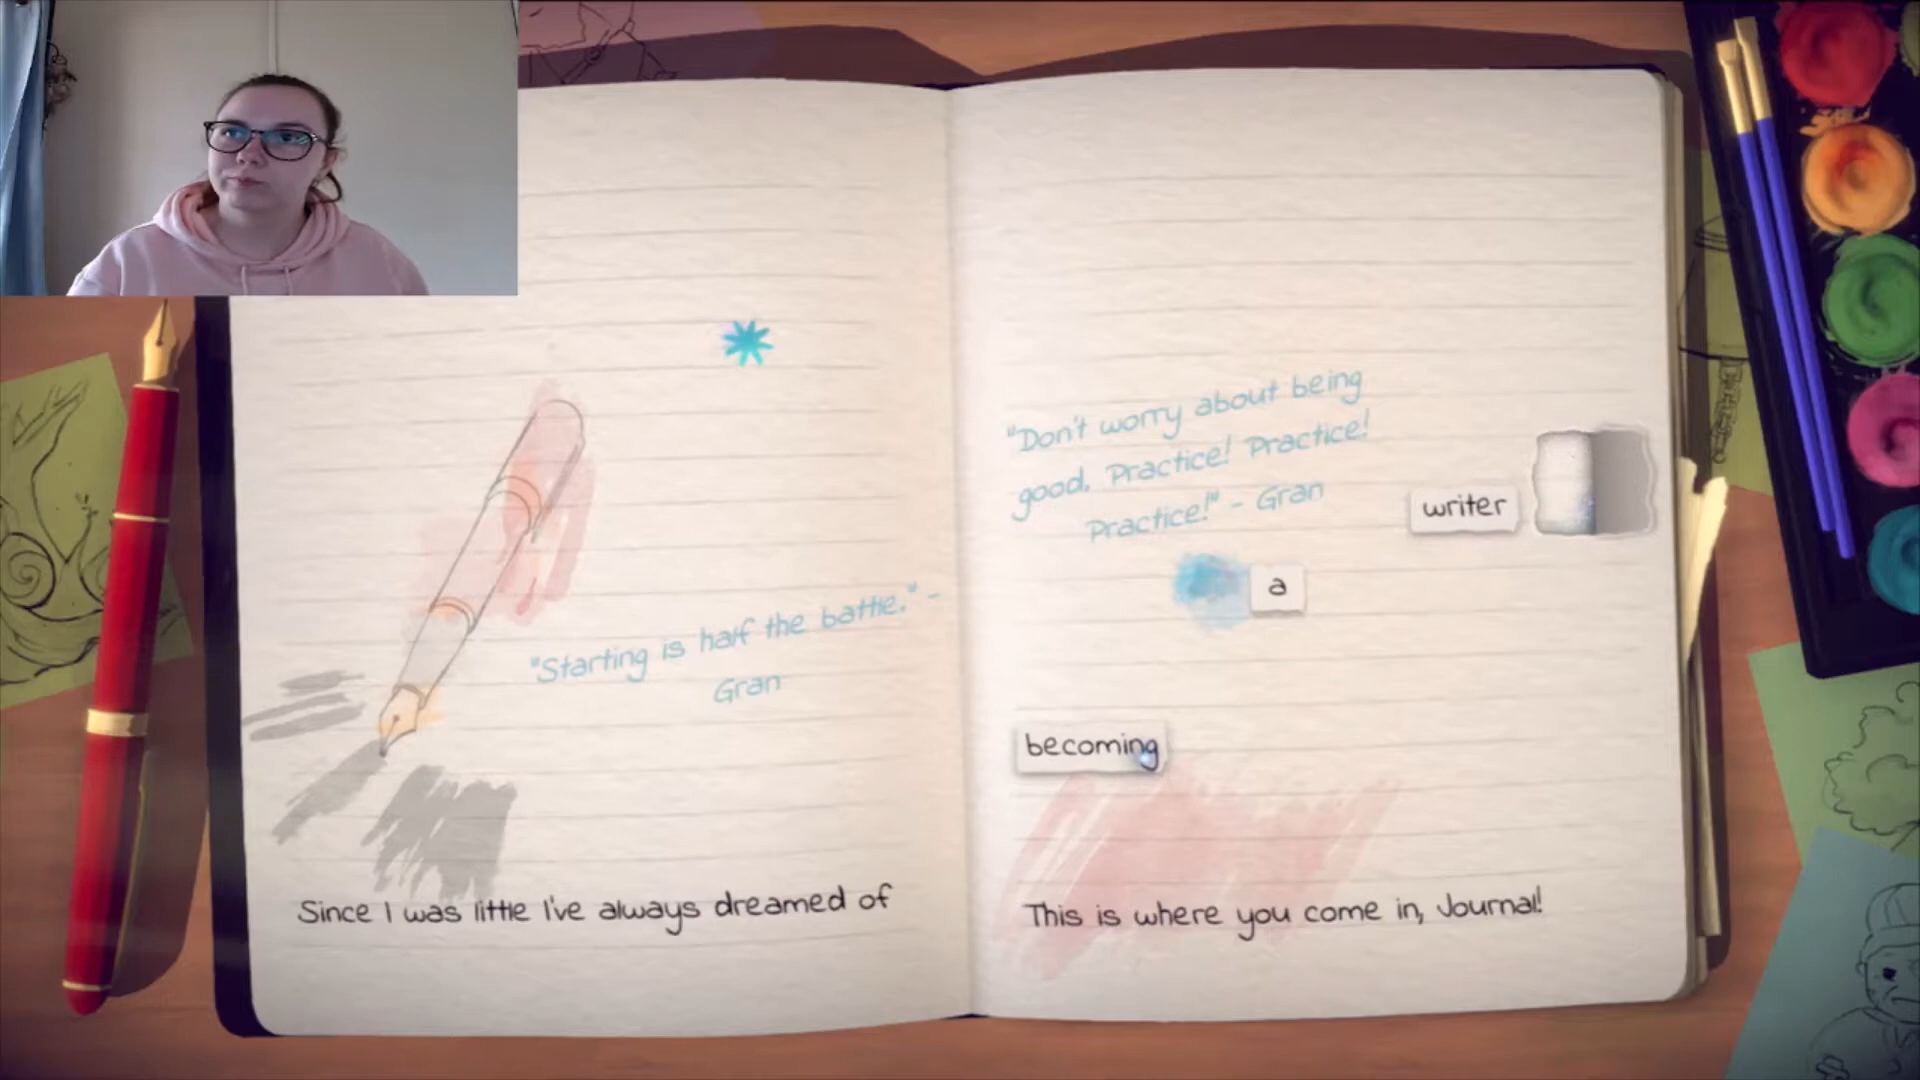 "Starting is half the battle." -
Gran
Since I was little I've always dreamed of
"Don't worry about being
good. Practice! Practice!
Practice!" - Gran
writer
a
becoming
This is where you come in, Journal!